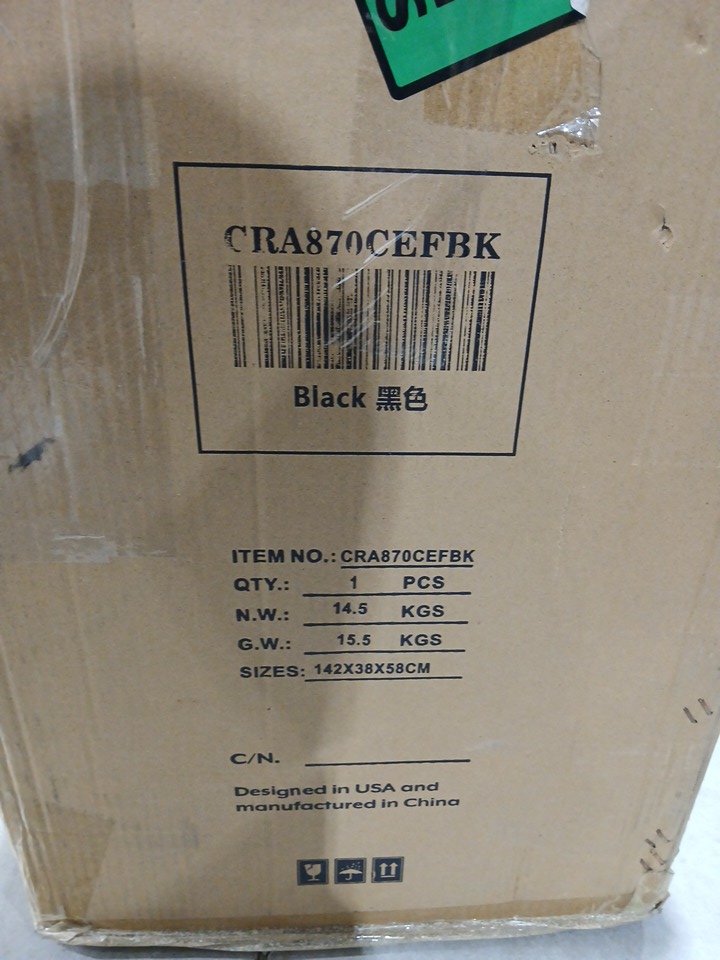 CRA870CEFBK
Black 黑色
ITEM NO.: CRA870CEFBK
QTY.: 1 PCS
N.W.: 14.5 KGS
G.W.: 15.5 KGS
SIZES: 142X38X58CM
C/N.
Designed in USA and
manufactured in China